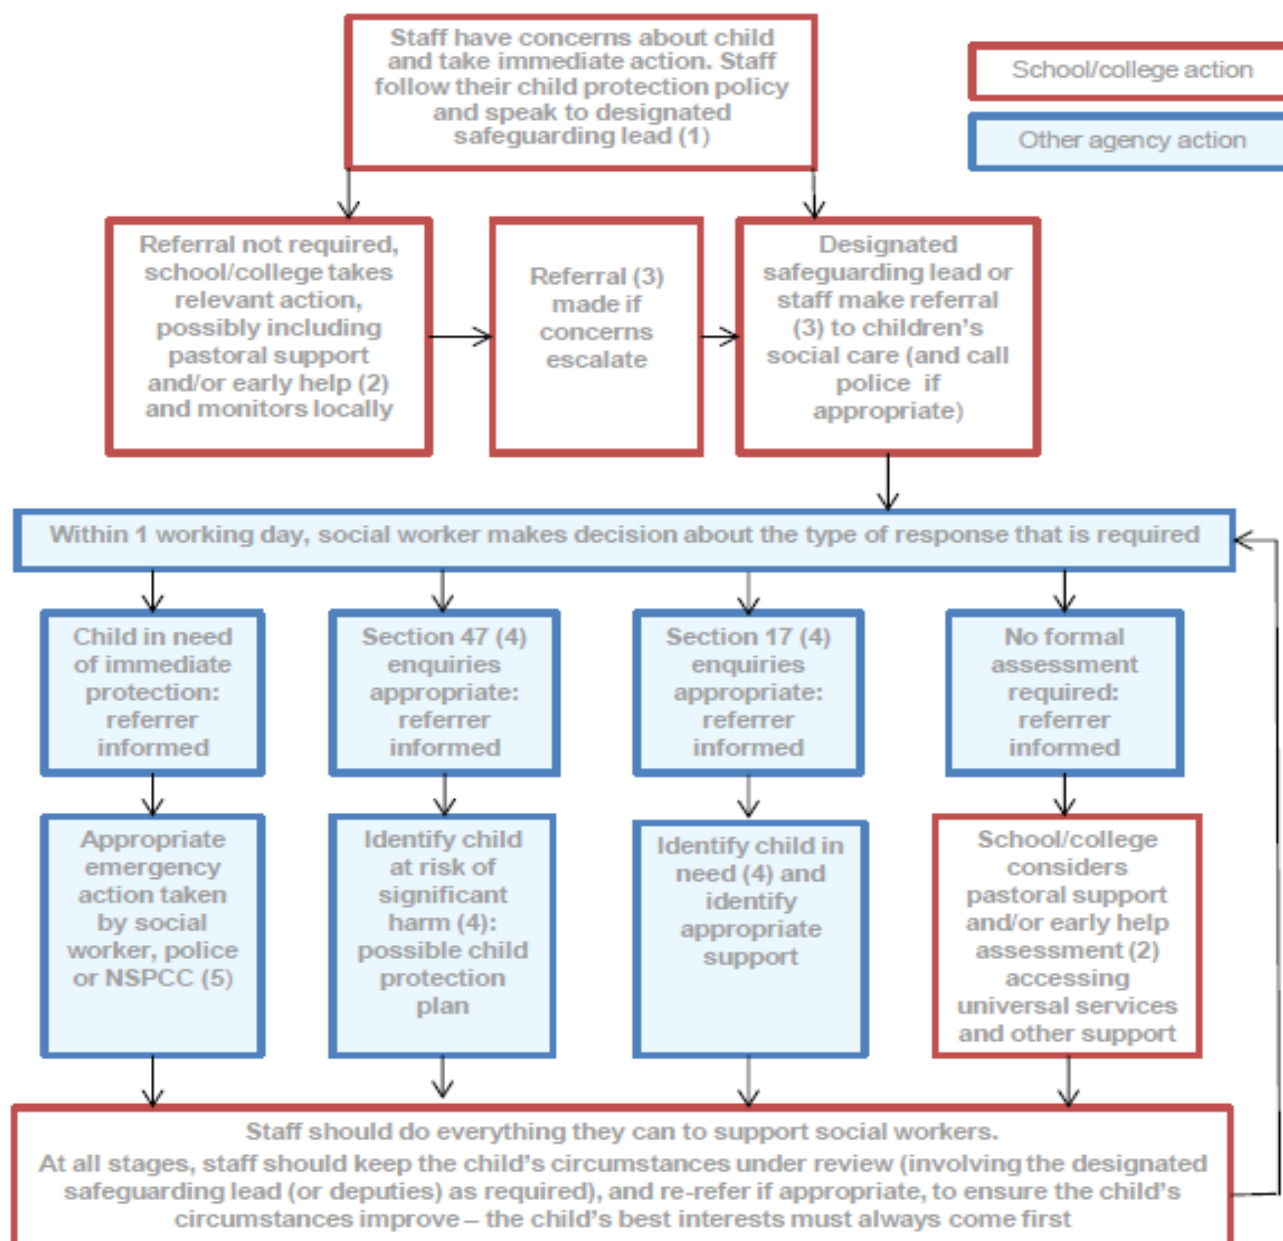 Staff have concerns about child
and take immediate action. Staff
follow their child protection policy
and speak to designated
safeguarding lead (1)
School/college action
Other agency action
Referral not required,
school/college takes
relevant action,
possibly including
pastoral support
and/or early help (2)
and monitors locally
Referral (3)
made if
concerns
escalate
Designated
safeguarding lead or
staff make referral
(3) to children's
social care (and call
police if
appropriate)
Within 1 working day, social worker makes decision about the type of response that is required
Child in need
of immediate
protection:
referrer
informed
Section 47 (4)
enquiries
appropriate:
referrer
informed
Section 17 (4)
enquiries
appropriate:
referrer
informed
No formal
assessment
required:
referrer
informed
Appropriate
emergency
action taken
by social
worker, police
or NSPCC (5)
Identify child
at risk of
significant
harm (4):
possible child
protection
plan
Identify child in
need (4) and
identify
appropriate
support
School/college
considers
pastoral support
and/or early help
assessment (2)
accessing
universal services
and other support
Staff should do everything they can to support social workers.
At all stages, staff should keep the child's circumstances under review (involving the designated
safeguarding lead (or deputies) as required), and re-refer if appropriate, to ensure the child's
circumstances improve – the child's best interests must always come first